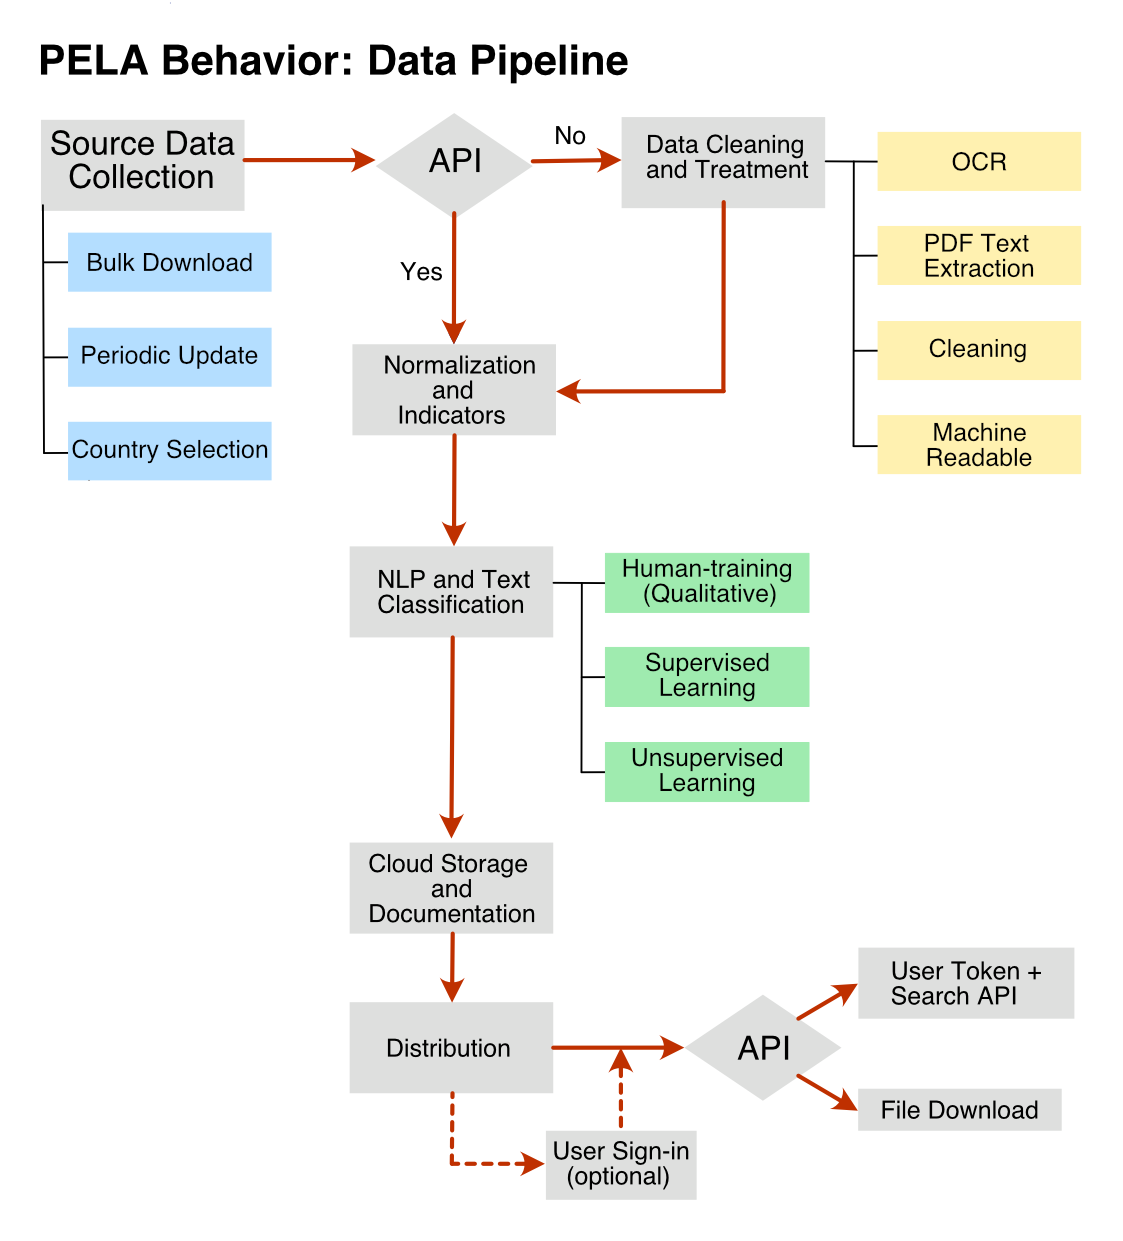 PELA Behavior: Data Pipeline
Source Data
Collection
API
No
Data Cleaning
and Treatment
OCR
PDF Text
Extraction
Cleaning
Machine
Readable
Bulk Download
Periodic Update
Country Selection
Yes
Normalization
and
Indicators
NLP and Text
Classification
Human-training
(Qualitative)
Supervised
Learning
Unsupervised
Learning
Cloud Storage
and
Documentation
Distribution
API
User Token +
Search API
File Download
User Sign-in
(optional)